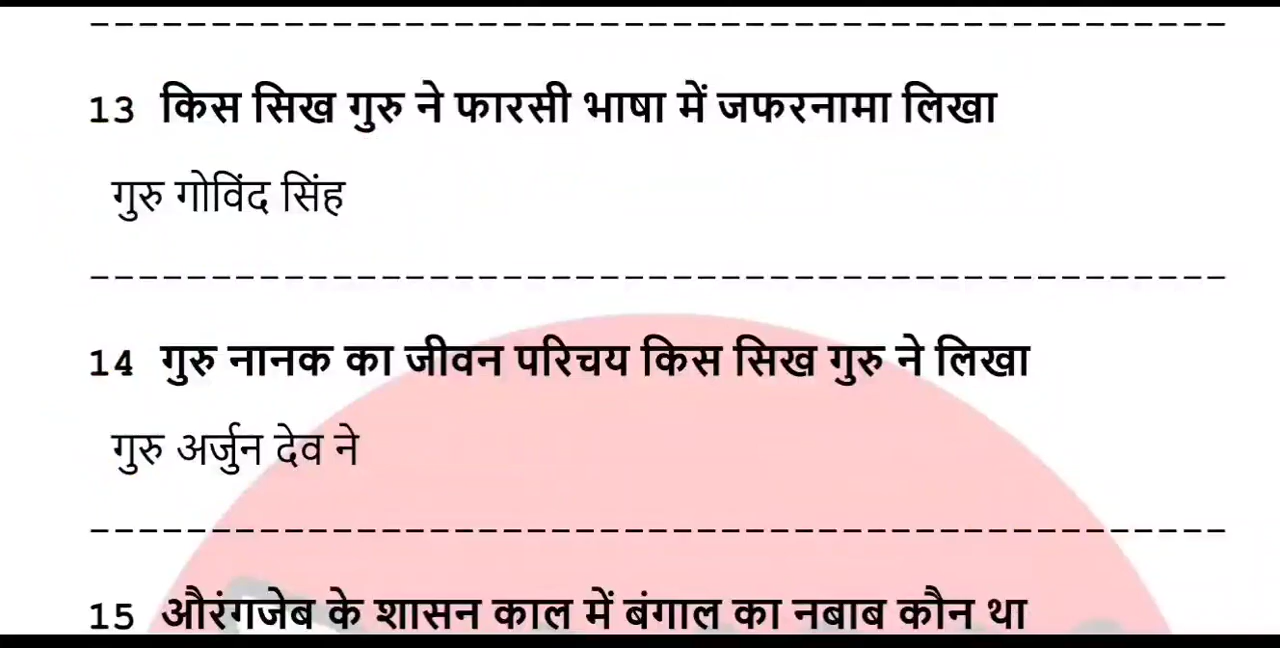 13 किस सिख गुरु ने फारसी भाषा में जफरनामा लिखा
गुरु गोविंद सिंह
14 गुरु नानक का जीवन परिचय किस सिख गुरु ने लिखा
गुरु अर्जुन देव ने
15 औरंगजेब के शासन काल में बंगाल का नबाब कौन था